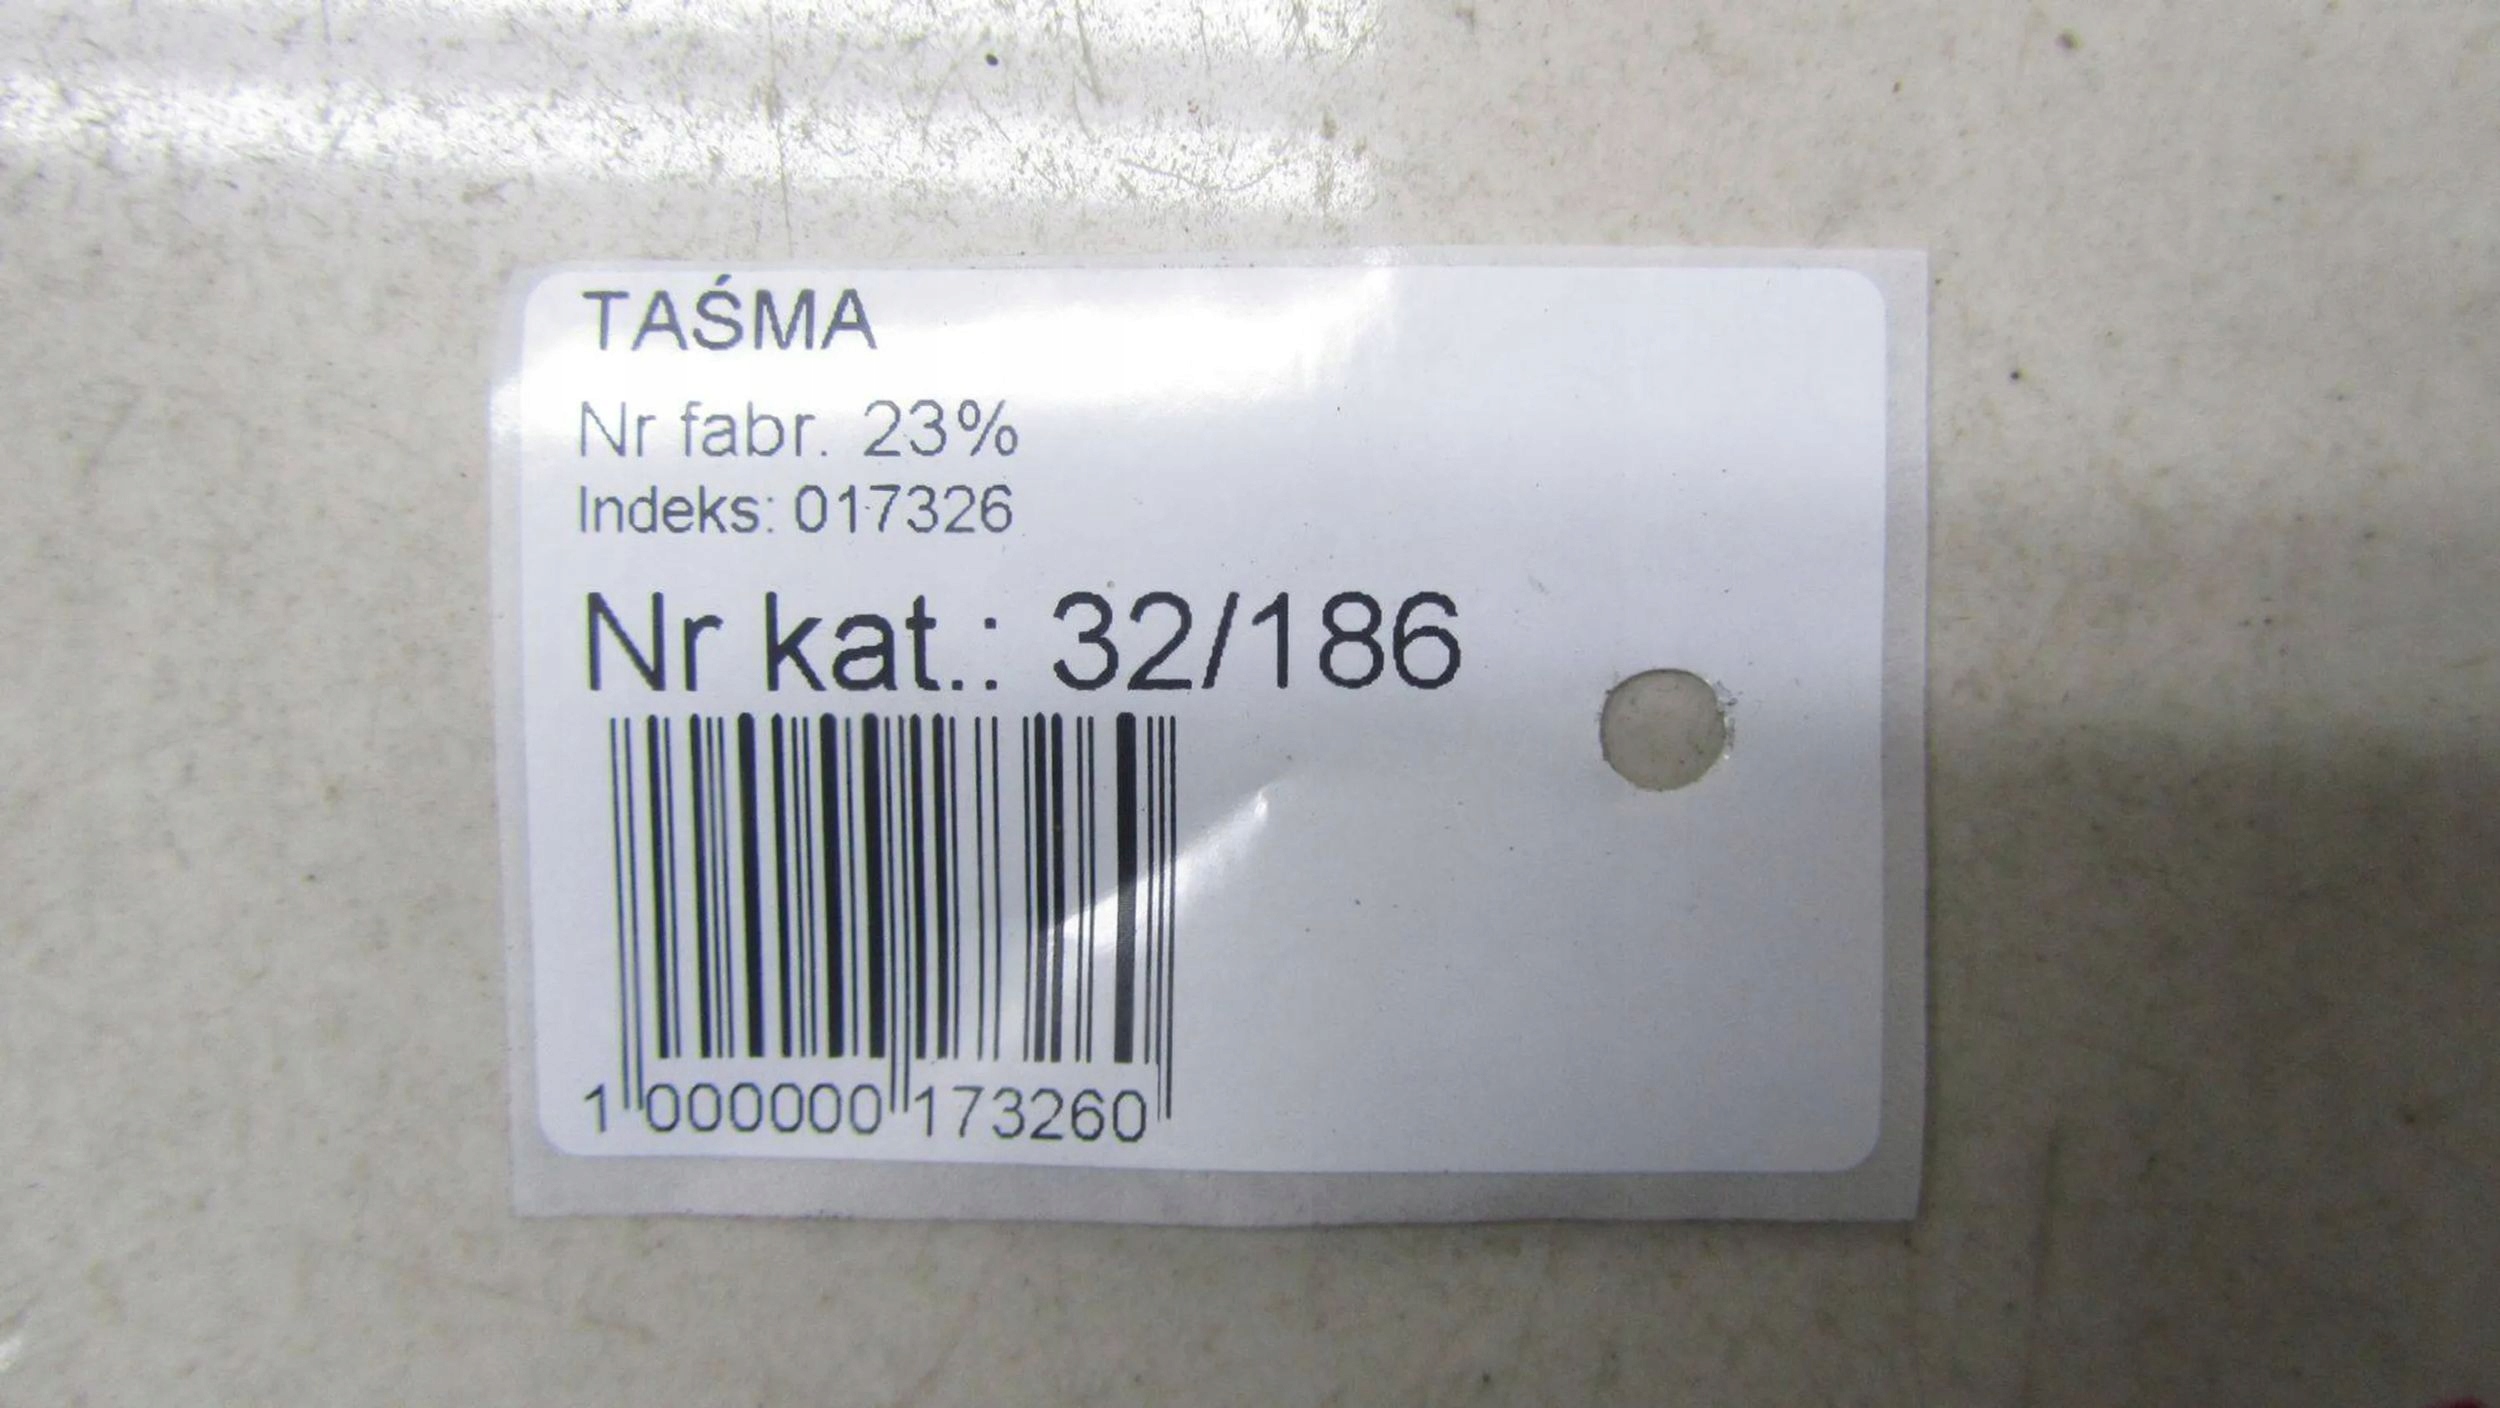 TAŚMA
Nr fabr. 23%
Indeks: 017326
Nr kat.: 32/186
1 000000 173260